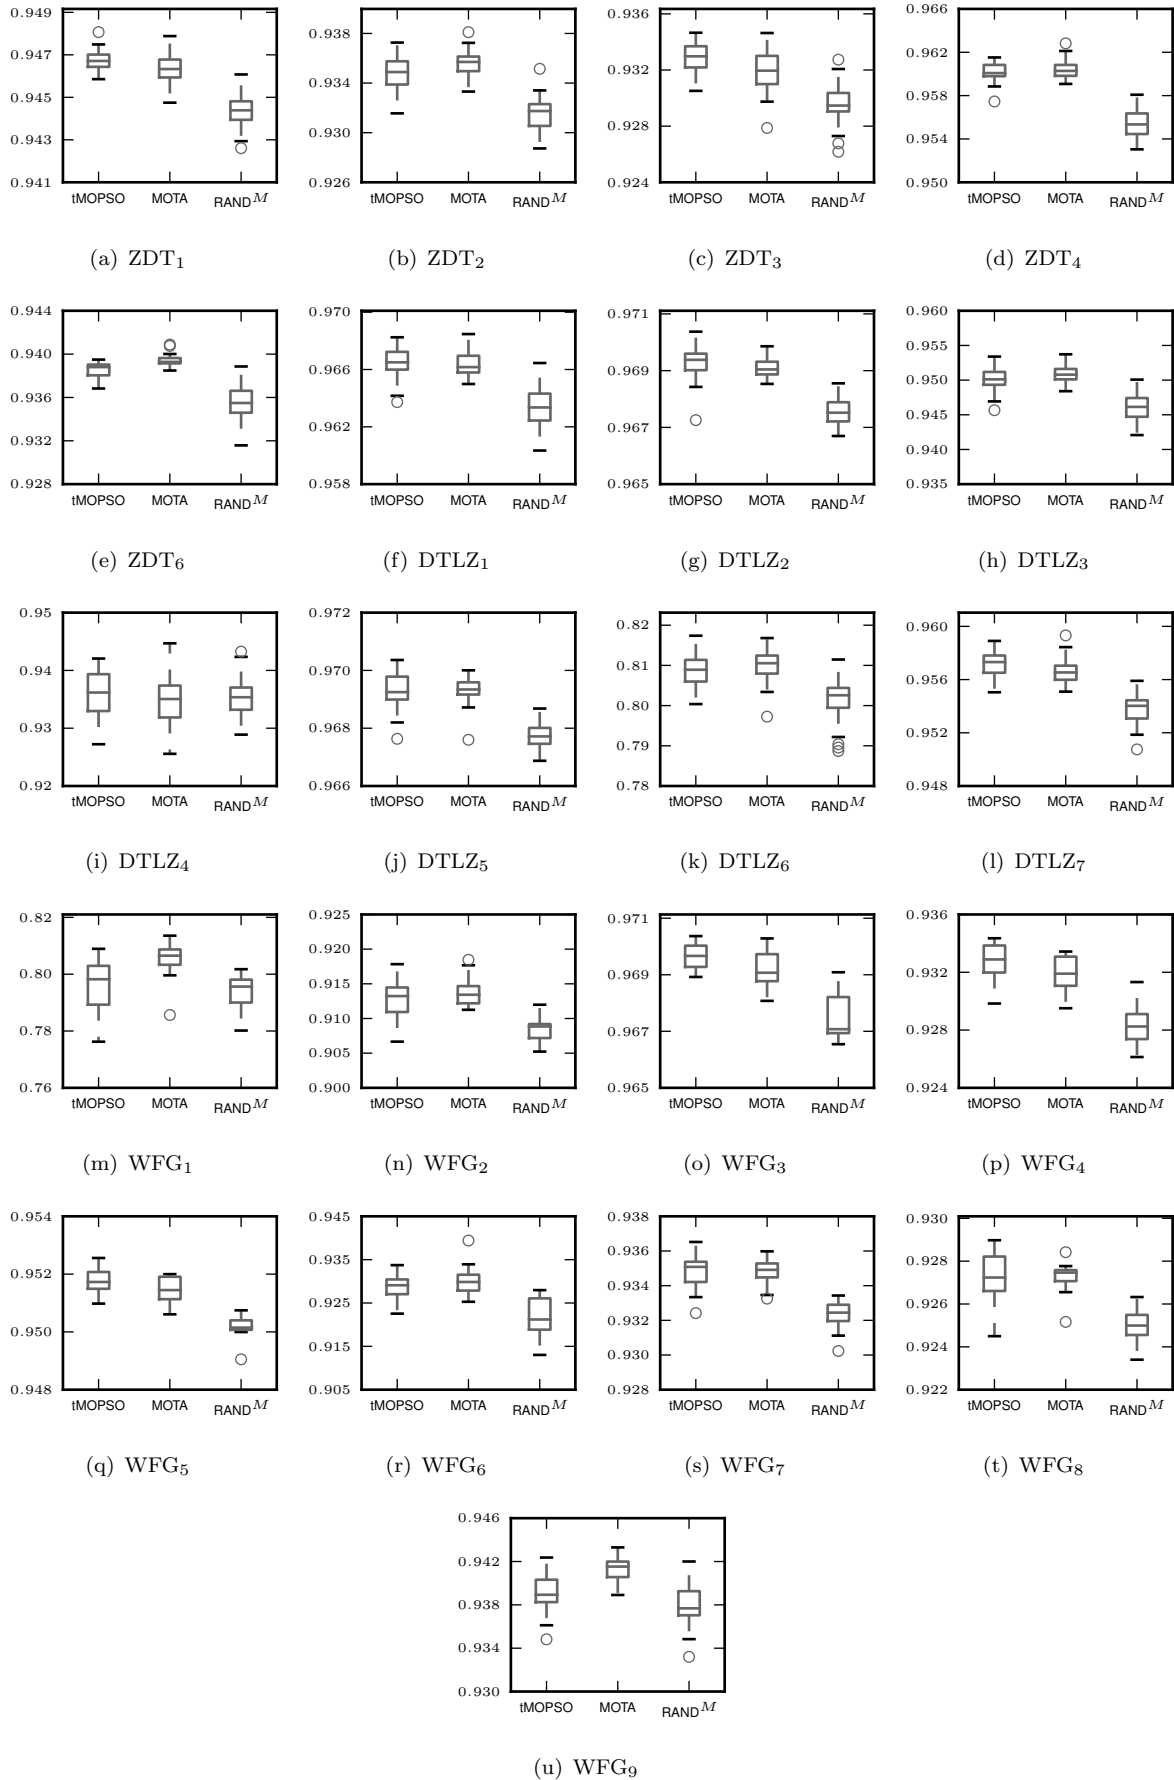 0.949
0.947
0.945
0.943
0.941
tMOPSO MOTA RAND^M
(a) ZDT₁
0.938
0.934
0.930
0.926
tMOPSO MOTA RAND^M
(b) ZDT₂
0.936
0.932
0.928
0.924
tMOPSO MOTA RAND^M
(c) ZDT₃
0.966
0.962
0.958
0.954
0.950
tMOPSO MOTA RAND^M
(d) ZDT₄
0.944
0.940
0.936
0.932
0.928
tMOPSO MOTA RAND^M
(e) ZDT₆
0.970
0.966
0.962
0.958
tMOPSO MOTA RAND^M
(f) DTLZ₁
0.971
0.969
0.967
0.965
tMOPSO MOTA RAND^M
(g) DTLZ₂
0.960
0.955
0.950
0.945
0.940
0.935
tMOPSO MOTA RAND^M
(h) DTLZ₃
0.95
0.94
0.93
0.92
tMOPSO MOTA RAND^M
(i) DTLZ₄
0.972
0.970
0.968
0.966
tMOPSO MOTA RAND^M
(j) DTLZ₅
0.82
0.81
0.80
0.79
0.78
tMOPSO MOTA RAND^M
(k) DTLZ₆
0.960
0.956
0.952
0.948
tMOPSO MOTA RAND^M
(l) DTLZ₇
0.82
0.80
0.78
0.76
tMOPSO MOTA RAND^M
(m) WFG₁
0.925
0.920
0.915
0.910
0.905
0.900
tMOPSO MOTA RAND^M
(n) WFG₂
0.971
0.969
0.967
0.965
tMOPSO MOTA RAND^M
(o) WFG₃
0.936
0.932
0.928
0.924
tMOPSO MOTA RAND^M
(p) WFG₄
0.954
0.952
0.950
0.948
tMOPSO MOTA RAND^M
(q) WFG₅
0.945
0.935
0.925
0.915
0.905
tMOPSO MOTA RAND^M
(r) WFG₆
0.938
0.936
0.934
0.932
0.930
0.928
tMOPSO MOTA RAND^M
(s) WFG₇
0.930
0.928
0.926
0.924
0.922
tMOPSO MOTA RAND^M
(t) WFG₈
0.946
0.942
0.938
0.934
0.930
tMOPSO MOTA RAND^M
(u) WFG₉